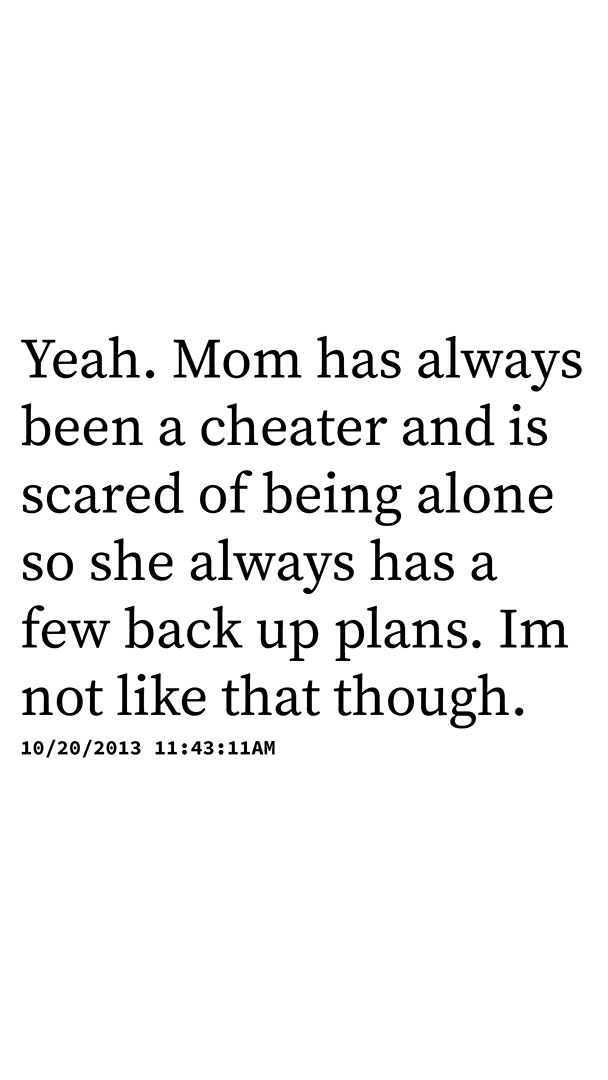 Yeah. Mom has always
been a cheater and is
scared of being alone
so she always has a
few back up plans. Im
not like that though.
10/20/2013 11:43:11AM